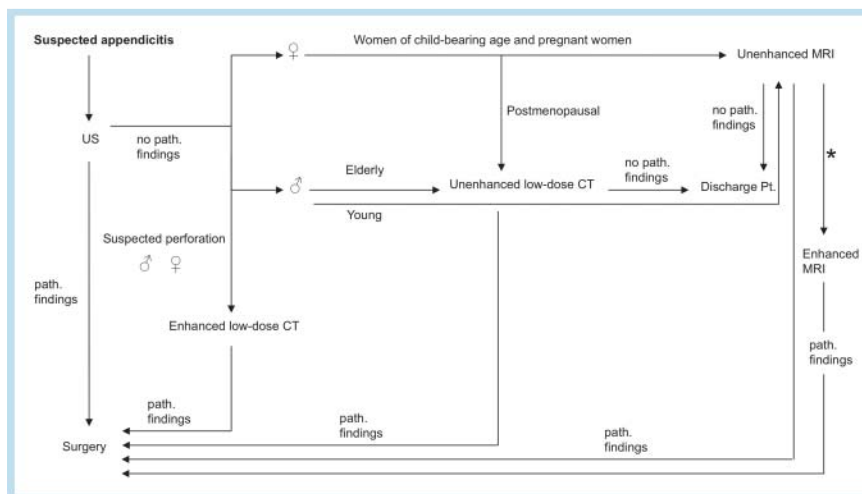 Suspected appendicitis
♀
Women of child-bearing age and pregnant women
Unenhanced MRI
Postmenopausal
no path.
findings
US
no path.
findings
*
♂
Elderly
Unenhanced low-dose CT
no path.
findings
Discharge Pt.
Young
Suspected perforation
♂ ♀
Enhanced
MRI
path.
findings
Enhanced low-dose CT
path.
findings
path.
findings
path.
findings
path.
findings
Surgery